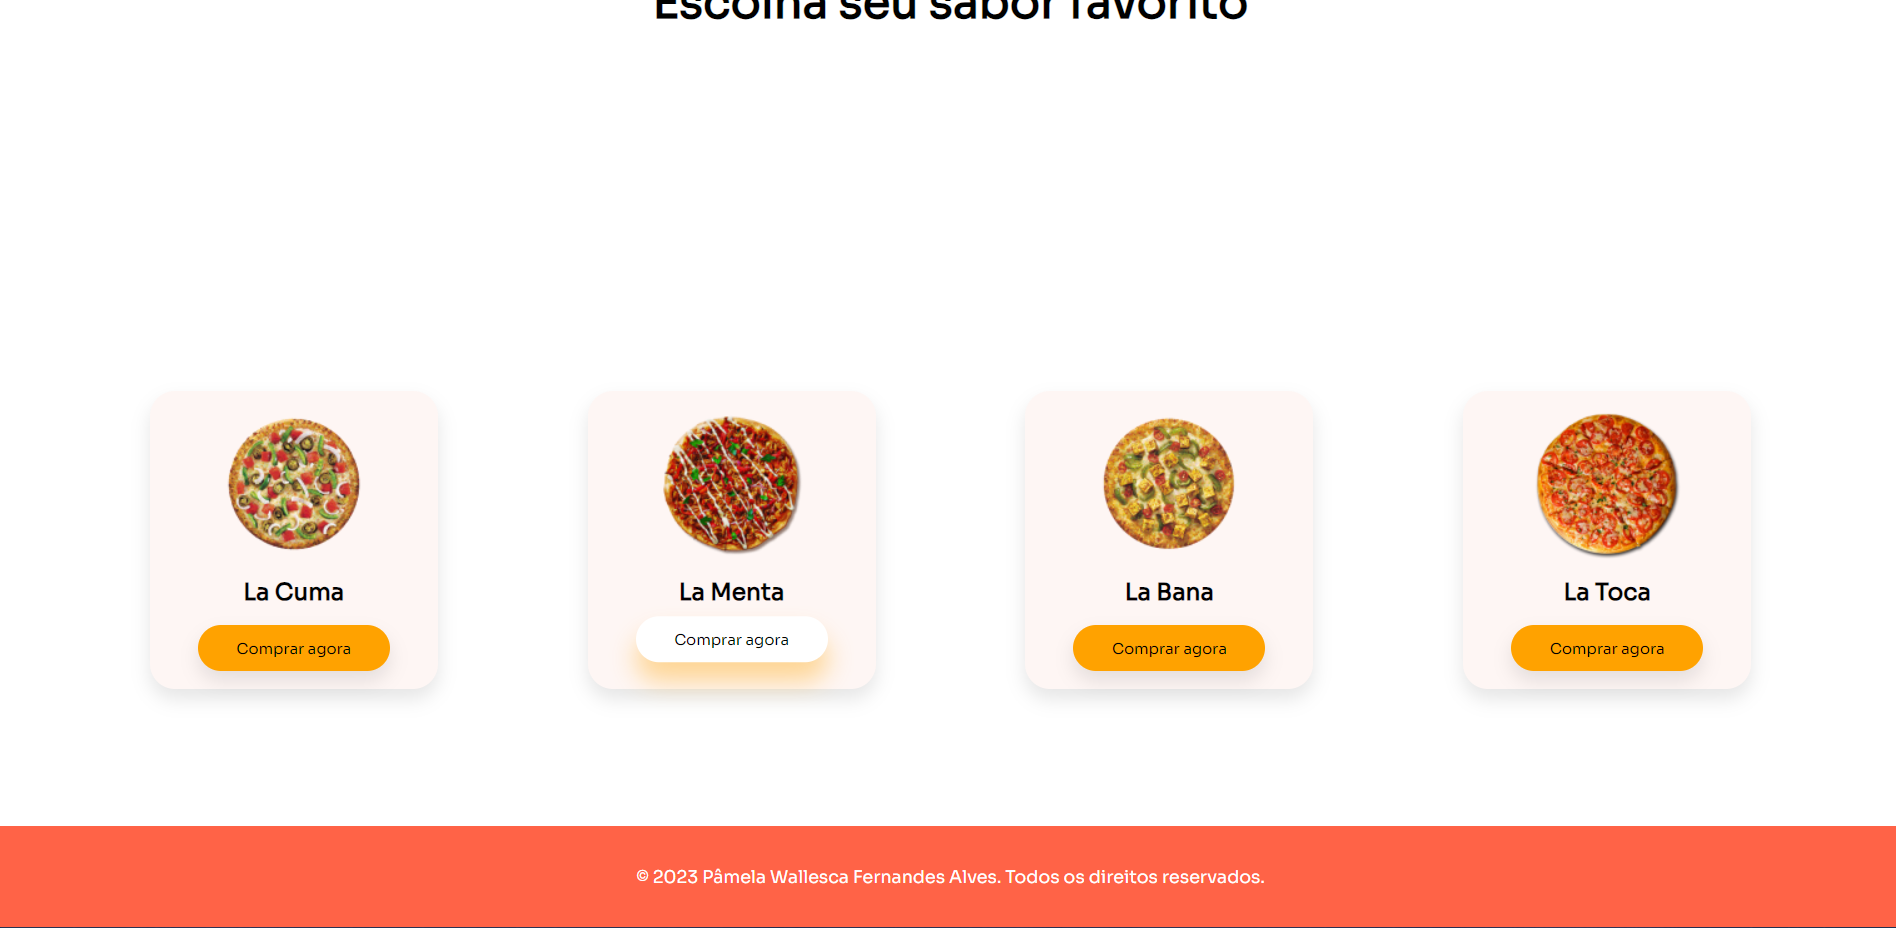 Escolha seu sabor favorito
La Cuma
Comprar agora
La Menta
Comprar agora
La Bana
Comprar agora
La Toca
Comprar agora
© 2023 Pâmela Wallesca Fernandes Alves. Todos os direitos reservados.